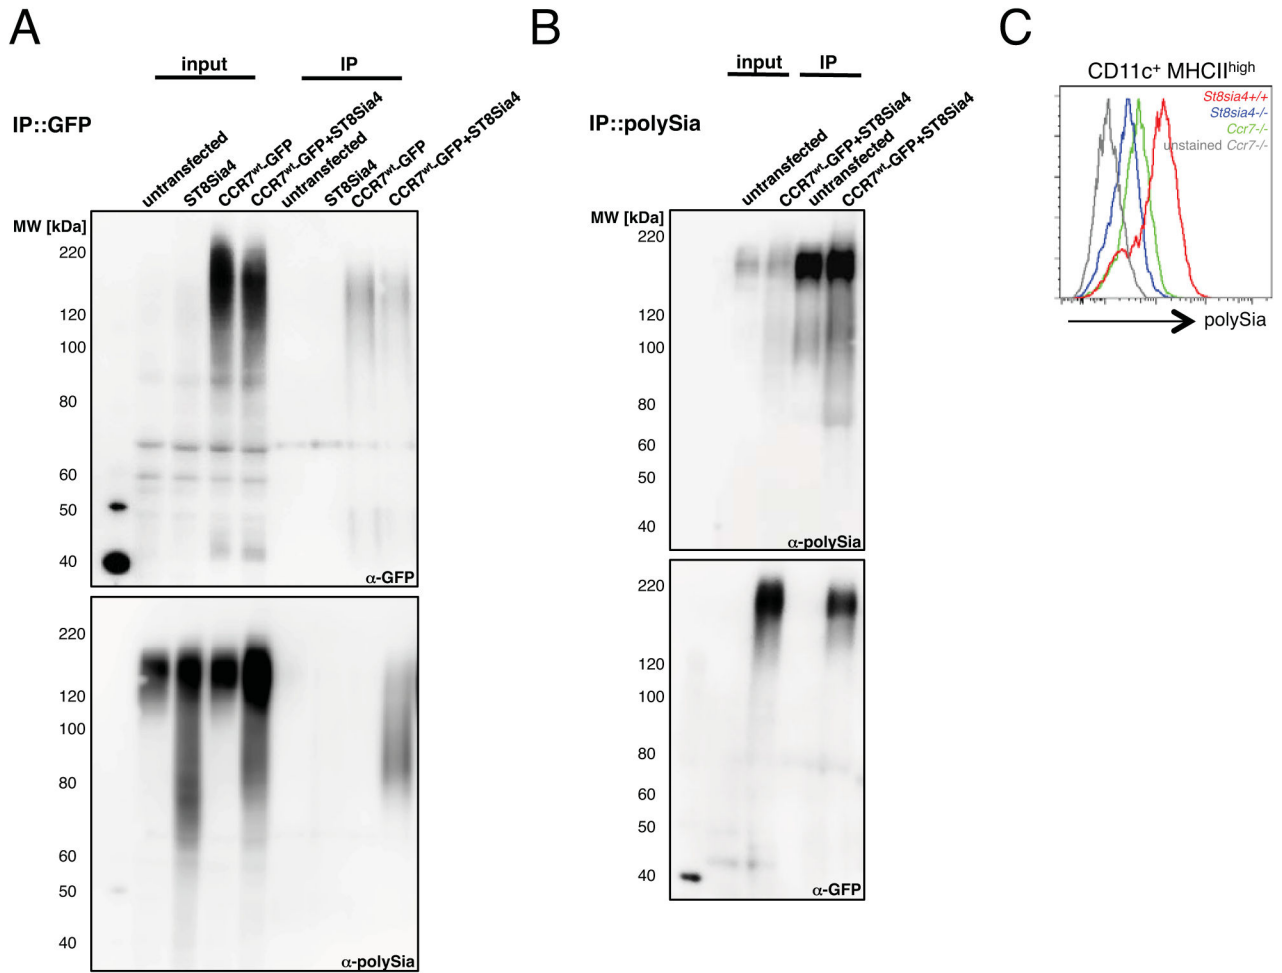 A
input
IP
IP::GFP
untransfected
ST8Sia4
CCR7wt-GFP
CCR7wt-GFP+ST8Sia4
untransfected
ST8Sia4
CCR7wt-GFP
CCR7wt-GFP+ST8Sia4
MW [kDa]
220
120
100
80
60
50
40
α-GFP
220
120
100
80
60
50
40
α-polySia
B
input
IP
IP::polySia
untransfected
CCR7wt-GFP+ST8Sia4
untransfected
CCR7wt-GFP+ST8Sia4
MW [kDa]
220
120
100
80
60
50
40
α-polySia
220
120
100
80
60
50
40
α-GFP
C
CD11c+ MHCIIhigh
St8sia4+/+
St8sia4-/-
Ccr7-/-
unstained Ccr7-/-
polySia